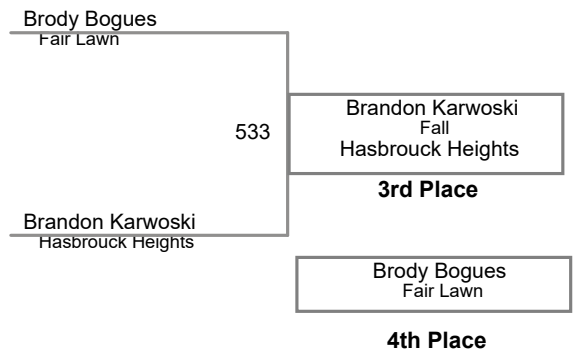 Brody Bogues
Fair Lawn
533
Brandon Karwoski
Fall
Hasbrouck Heights
3rd Place
Brandon Karwoski
Hasbrouck Heights
Brody Bogues
Fair Lawn
4th Place